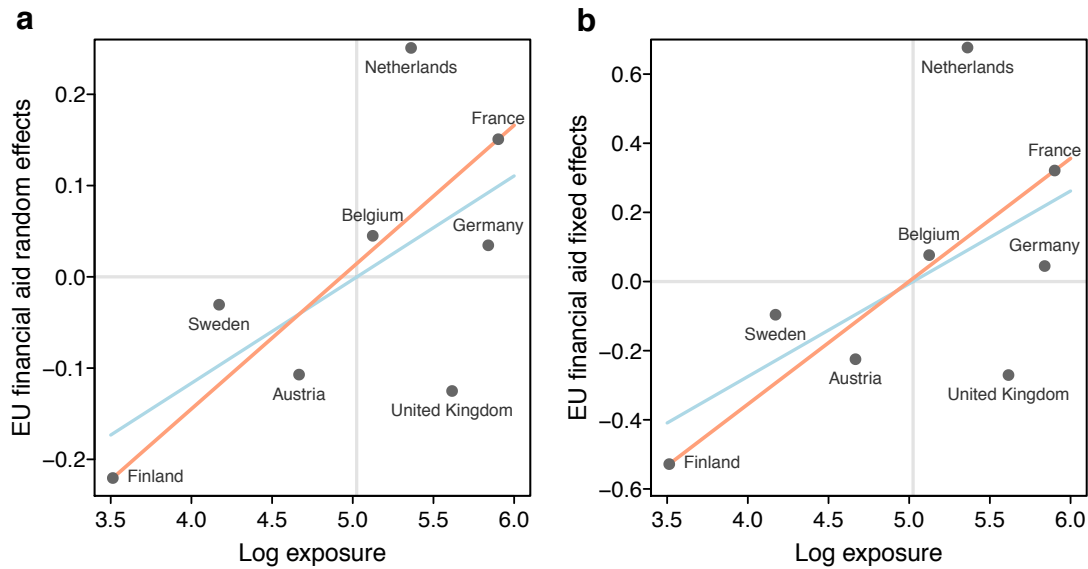 a
EU financial aid random effects
0.2
0.1
0.0
−0.1
−0.2
Netherlands
France
Belgium
Germany
Sweden
Austria
United Kingdom
Finland
3.5 4.0 4.5 5.0 5.5 6.0
Log exposure
b
EU financial aid fixed effects
0.6
0.4
0.2
0.0
−0.2
−0.4
−0.6
Netherlands
France
Belgium
Germany
Sweden
Austria
United Kingdom
Finland
3.5 4.0 4.5 5.0 5.5 6.0
Log exposure